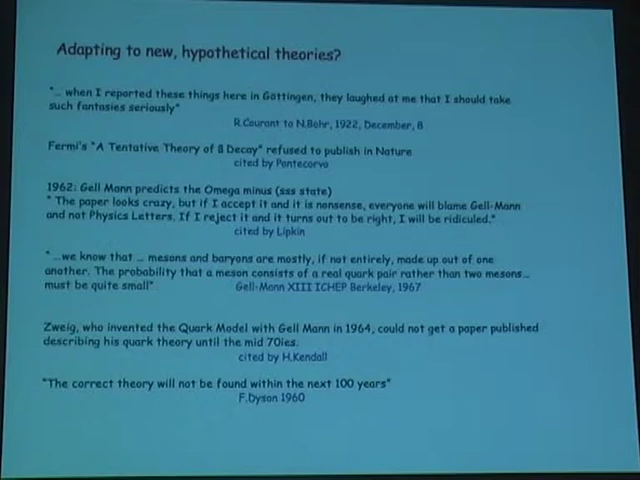 Adapting to new, hypothetical theories?
"... when I reported these things here in Gottingen, they laughed at me that I should take
such fantasies seriously"
R.Courant to N.Bohr, 1922, December, 8
Fermi's "A Tentative Theory of ß Decay" refused to publish in Nature
cited by Pontecorvo
1962: Gell Mann predicts the Omega minus (sss state)
" The paper looks crazy, but if I accept it and it is nonsense, everyone will blame Gell-Mann
and not Physics Letters. If I reject it and it turns out to be right, I will be ridiculed."
cited by Lipkin
" ...we know that ... mesons and baryons are mostly, if not entirely, made up out of one
another. The probability that a meson consists of a real quark pair rather than two mesons...
must be quite small" Gell-Mann XIII ICHEP Berkeley, 1967
Zweig, who invented the Quark Model with Gell Mann in 1964, could not get a paper published
describing his quark theory until the mid 70ies.
cited by H.Kendall
"The correct theory will not be found within the next 100 years"
F.Dyson 1960